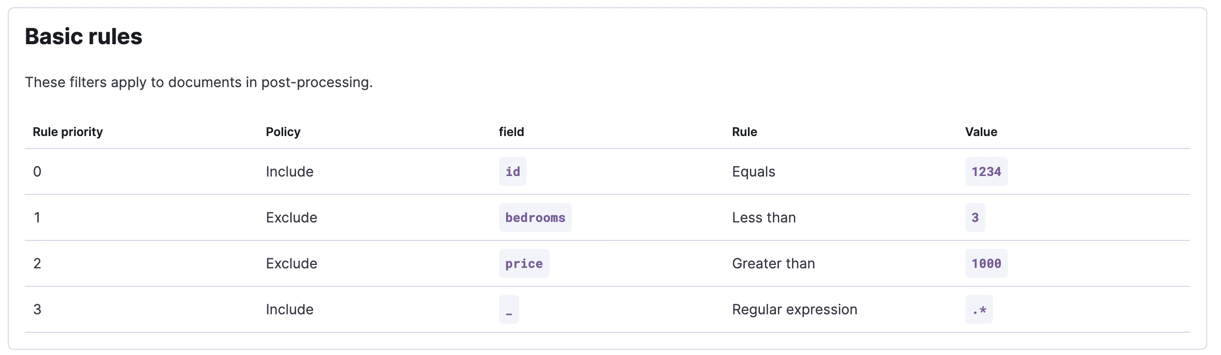 Basic rules
These filters apply to documents in post-processing.
Rule priority Policy field Rule Value
0 Include id Equals 1234
1 Exclude bedrooms Less than 3
2 Exclude price Greater than 1000
3 Include _ Regular expression .*